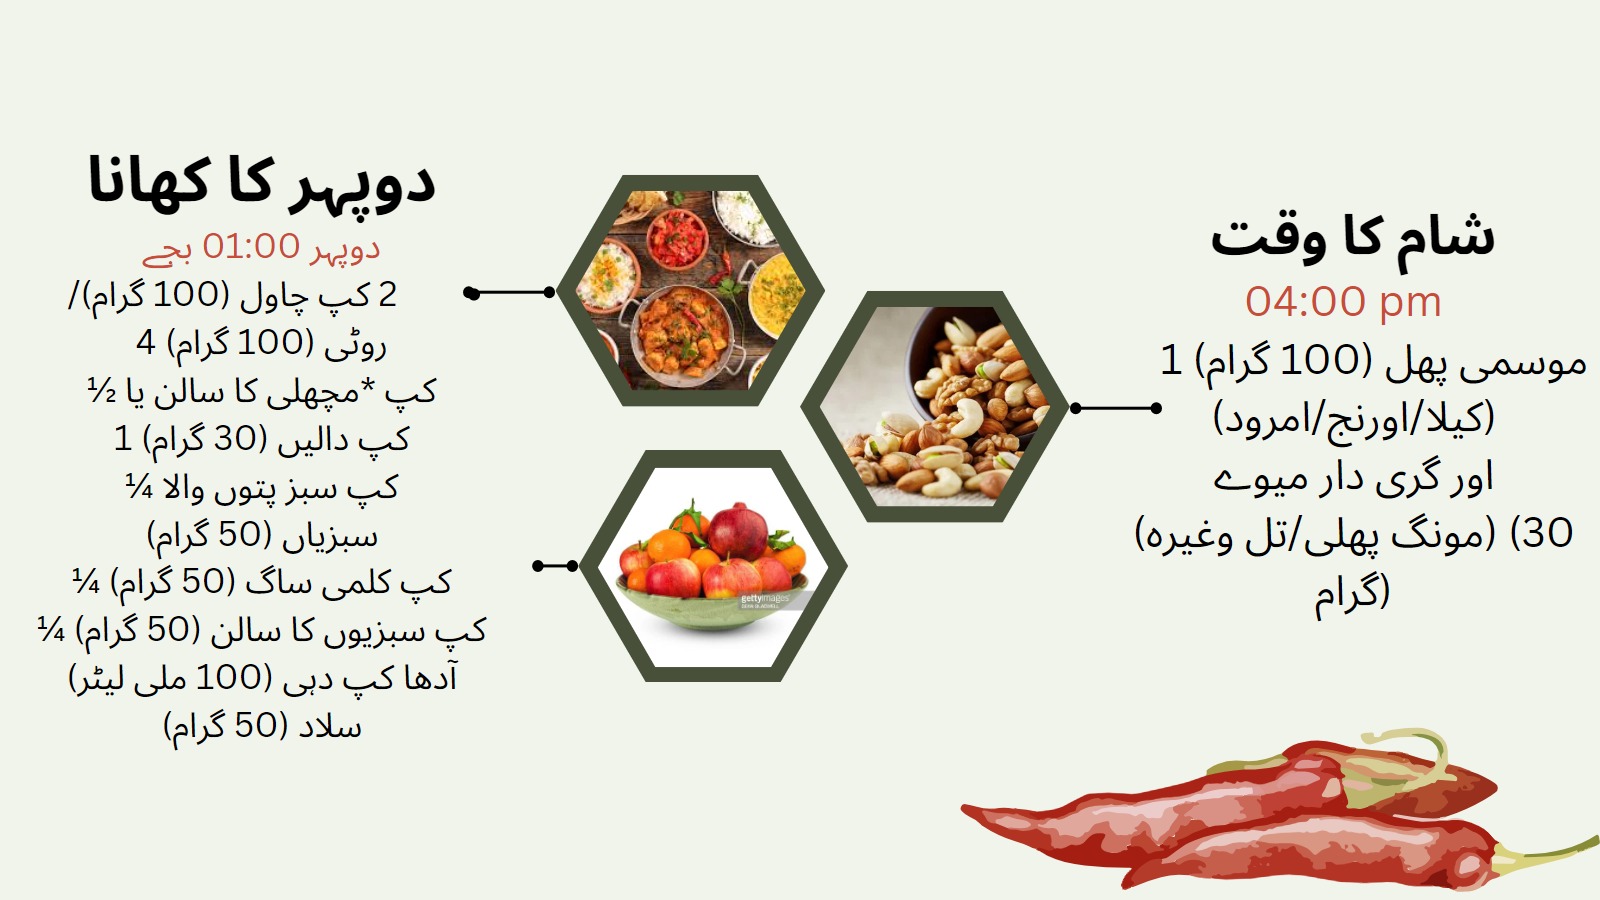 دوپہر کا کھانا
دوپہر 01:00 بجے
2 کپ چاول (100 گرام)/
روٹی (100 گرام) 4
کپ *مچھلی کا سالن یا ½
کپ دالیں (30 گرام) 1
کپ سبز پتوں والا ¼
سبزیاں (50 گرام)
کپ کلمی ساگ (50 گرام) ¼
کپ سبزیوں کا سالن (50 گرام) ¼
آدھا کپ دہی (100 ملی لیٹر)
سلاد (50 گرام)
شام کا وقت
04:00 pm
موسمی پھل (100 گرام) 1
(کیلا/اورنج/امرود)
اور گری دار میوے
30) (مونگ پھلی/تل وغیرہ)
(گرام
gettyimages